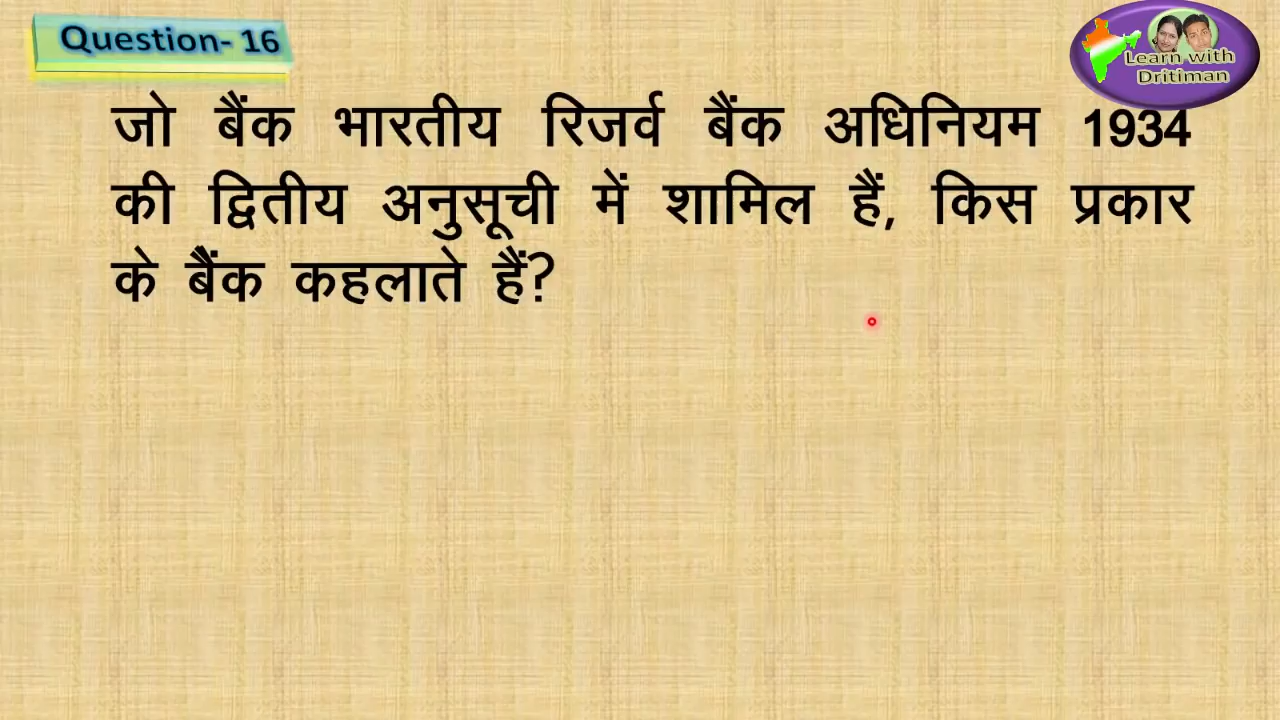 Question- 16
Learn with
Dritiman
जो बैंक भारतीय रिजर्व बैंक अधिनियम 1934
की द्वितीय अनुसूची में शामिल हैं, किस प्रकार
के बैंक कहलाते हैं?